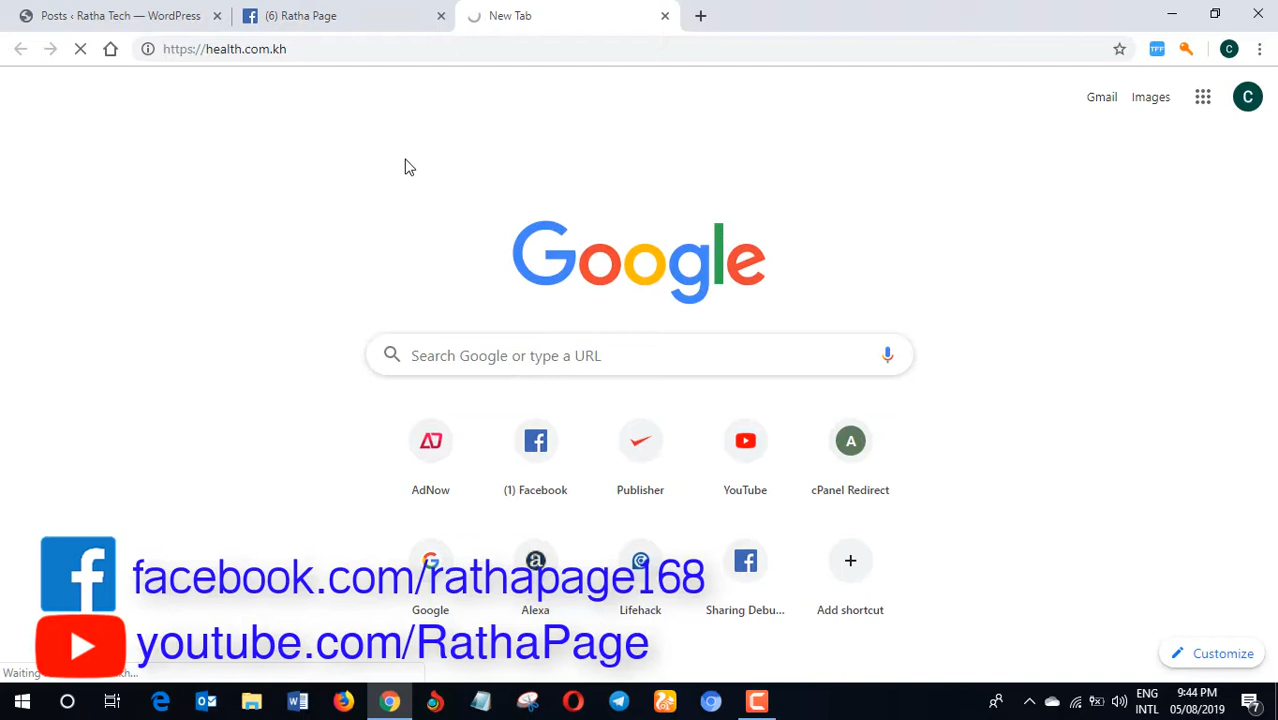 Posts ‹ Ratha Tech — WordPress
(6) Ratha Page
New Tab
https://health.com.kh
Gmail
Images
C
Google
Search Google or type a URL
AdNow
(1) Facebook
Publisher
YouTube
A
cPanel Redirect
Google
Alexa
Lifehack
Sharing Debu...
Add shortcut
facebook.com/rathapage168
youtube.com/RathaPage
Waiting
Customize
ENG
INTL
9:44 PM
05/08/2019
7